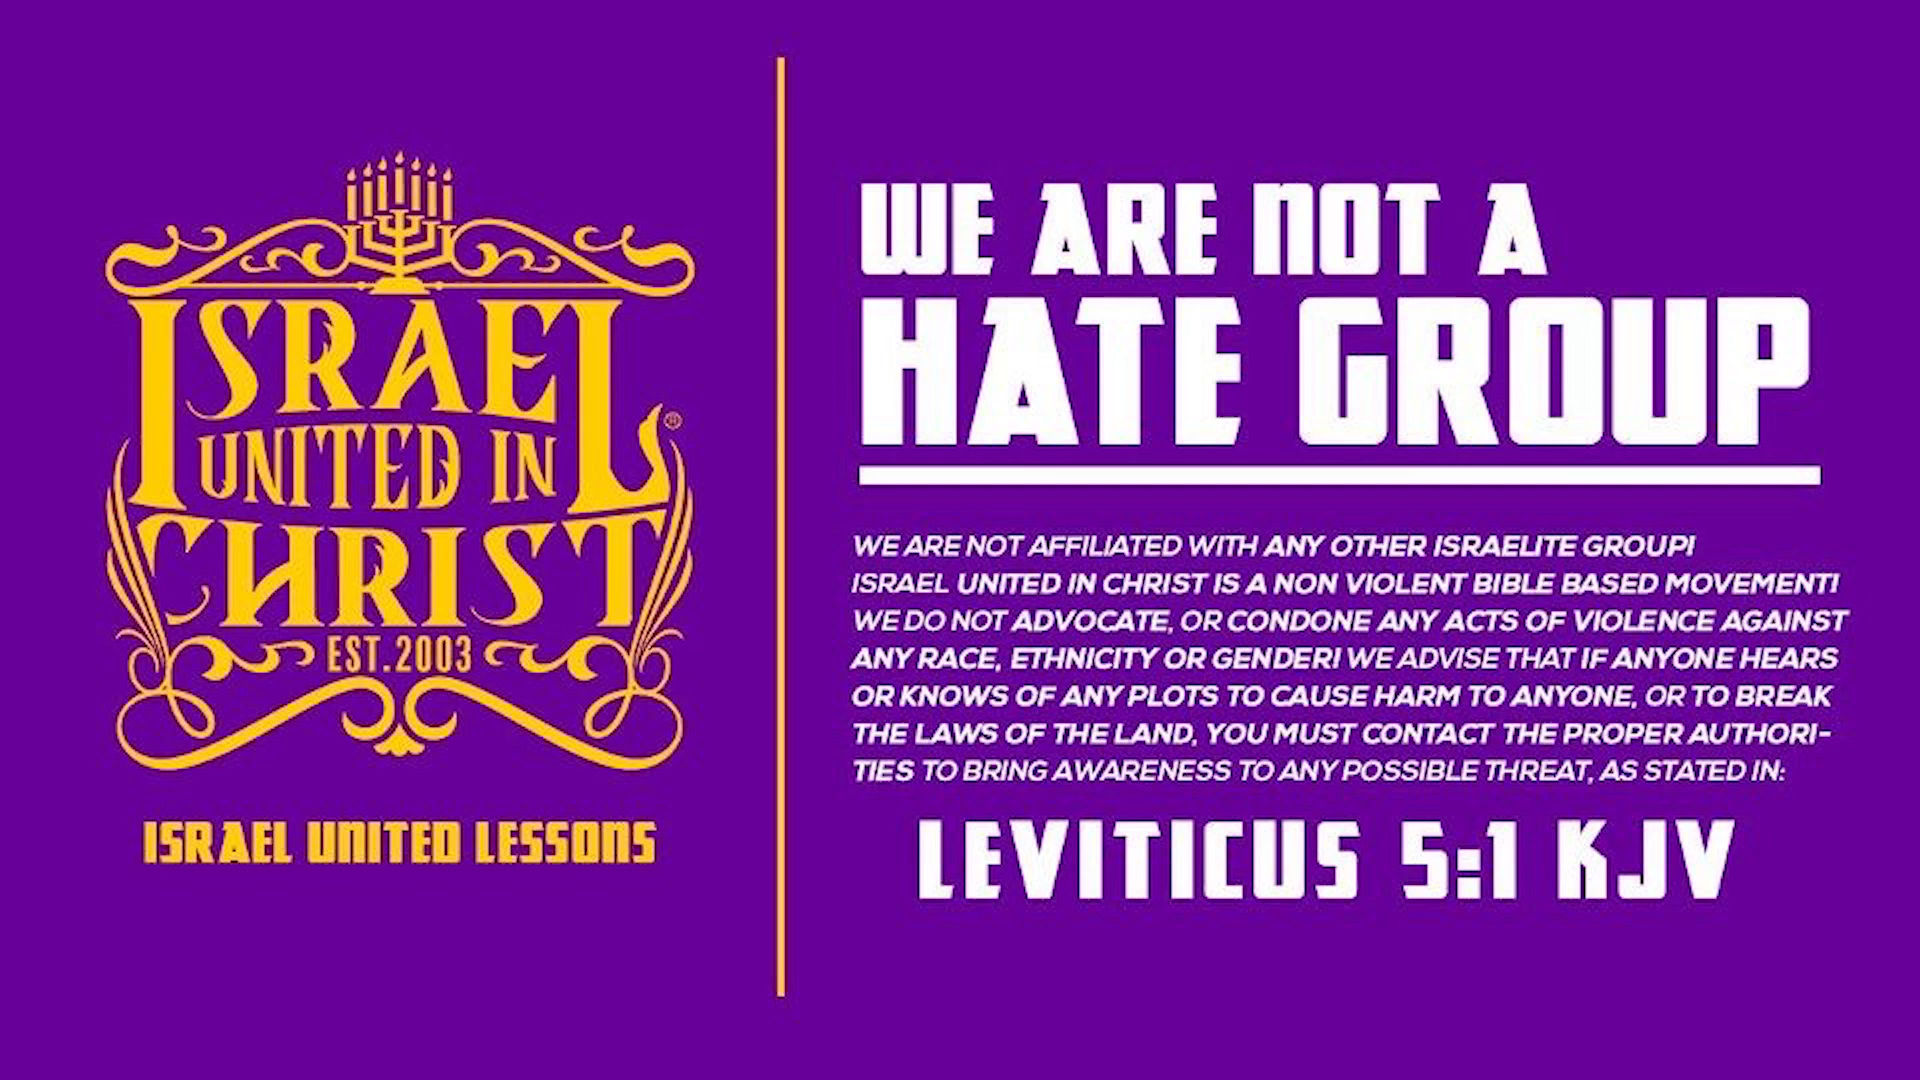 ISRAEL
UNITED IN
CHRIST
®
EST.2003
ISRAEL UNITED LESSONS
WE ARE NOT A
HATE GROUP
WE ARE NOT AFFILIATED WITH ANY OTHER ISRAELITE GROUP!
ISRAEL UNITED IN CHRIST IS A NON VIOLENT BIBLE BASED MOVEMENT!
WE DO NOT ADVOCATE, OR CONDONE ANY ACTS OF VIOLENCE AGAINST
ANY RACE, ETHNICITY OR GENDER! WE ADVISE THAT IF ANYONE HEARS
OR KNOWS OF ANY PLOTS TO CAUSE HARM TO ANYONE, OR TO BREAK
THE LAWS OF THE LAND, YOU MUST CONTACT THE PROPER AUTHORI-
TIES TO BRING AWARENESS TO ANY POSSIBLE THREAT, AS STATED IN:
LEVITICUS 5:1 KJV